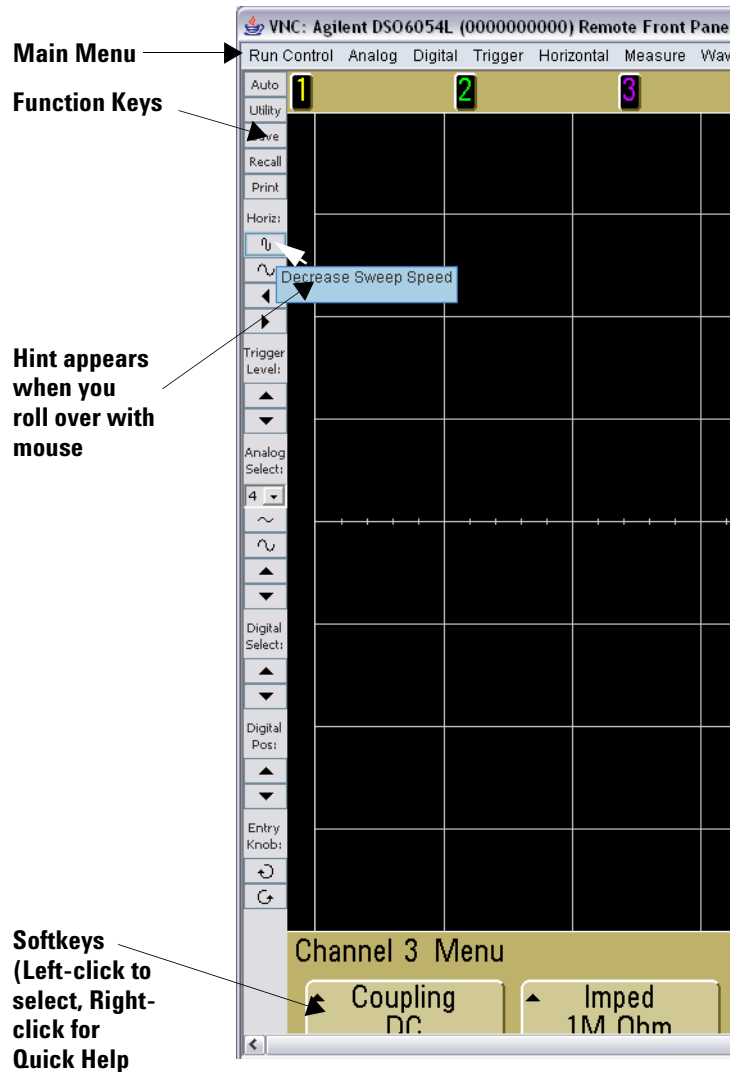 VNC: Agilent DSO6054L (0000000000) Remote Front Pane
Main Menu
Run Control Analog Digital Trigger Horizontal Measure Wav
Function Keys
Auto
1
2
3
Utility
Save
Recall
Print
Horiz:
Decrease Sweep Speed
Hint appears
when you
roll over with
mouse
Trigger
Level:
Analog
Select:
4
Digital
Select:
Digital
Pos:
Entry
Knob:
Softkeys
(Left-click to
select, Right-
click for
Quick Help
Channel 3 Menu
Coupling
DC
Imped
1M Ohm